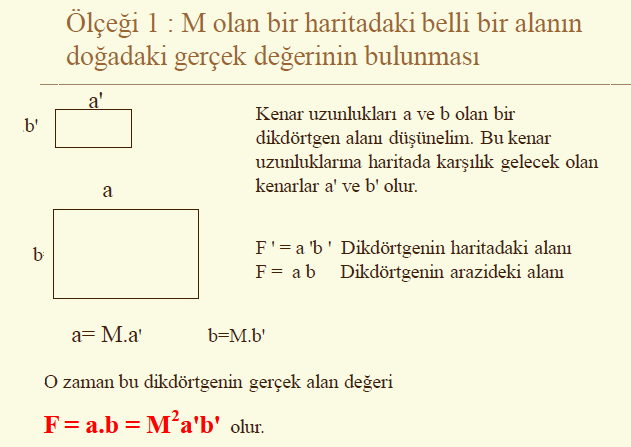 Ölçeği 1 : M olan bir haritadaki belli bir alanın
doğadaki gerçek değerinin bulunması
a'
b'
Kenar uzunlukları a ve b olan bir
dikdörtgen alanı düşünelim. Bu kenar
uzunluklarına haritada karşılık gelecek olan
kenarlar a' ve b' olur.
a
b
F ' = a 'b ' Dikdörtgenin haritadaki alanı
F = a b Dikdörtgenin arazideki alanı
a= M.a' b=M.b'
O zaman bu dikdörtgenin gerçek alan değeri
F = a.b = M²a'b' olur.